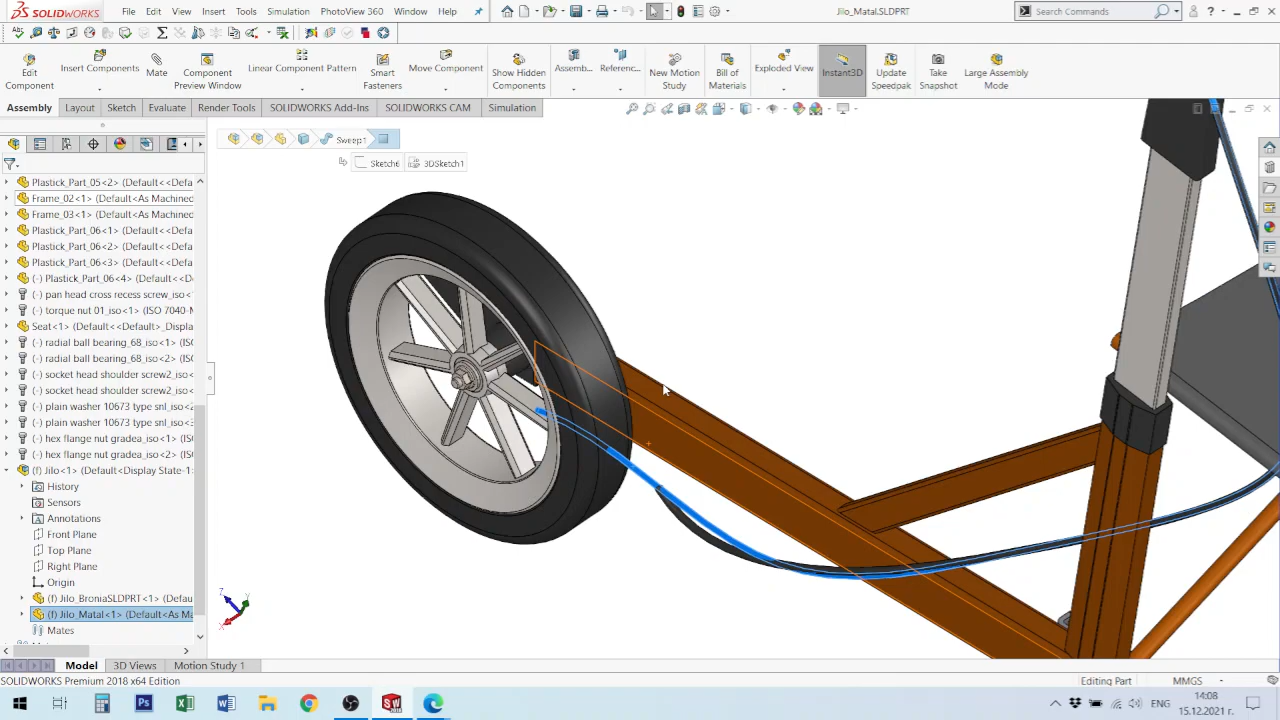 SOLIDWORKS File Edit View Insert Tools Simulation PhotoView 360 Window Help Jilo_Matal.SLDPRT Search Commands
Edit Component
Insert Components
Mate
Component Preview Window
Linear Component Pattern
Smart Fasteners
Move Component
Show Hidden Components
Assemb...
Referenc...
New Motion Study
Bill of Materials
Exploded View
Instant3D
Update Speedpak
Take Snapshot
Large Assembly Mode
Assembly Layout Sketch Evaluate Render Tools SOLIDWORKS Add-Ins SOLIDWORKS CAM Simulation
Sweep1
Sketch6 3DSketch1
Plastick_Part_05<2> (Default<<Defa
Frame_02<1> (Default<As Machined
Frame_03<1> (Default<As Machined
Plastick_Part_06<1> (Default<<Defa
Plastick_Part_06<2> (Default<<Defa
Plastick_Part_06<3> (Default<<Defa
(-) Plastick_Part_06<4> (Default<<D
(-) pan head cross recess screw_iso<1
(-) torque nut 01_iso<1> (ISO 7040-N
Seat<1> (Default<<Default>_Displa
(-) radial ball bearing_68_iso<1> (ISO
(-) radial ball bearing_68_iso<2> (ISO
(-) socket head shoulder screw2_iso
(-) socket head shoulder screw2_iso
(-) plain washer 10673 type snl_iso<
(-) plain washer 10673 type snl_iso<
(-) hex flange nut gradea_iso<1> (IS
(-) hex flange nut gradea_iso<2> (IS
(f) Jilo<1> (Default<Display State-1>
History
Sensors
Annotations
Front Plane
Top Plane
Right Plane
Origin
(f) Jilo_BroniaSLDPRT<1> (Defau
(f) Jilo_Matal<1> (Default<As Ma
Mates
Z Y X
Model 3D Views Motion Study 1
SOLIDWORKS Premium 2018 x64 Edition Editing Part MMGS
ENG 14:08
15.12.2021 г.